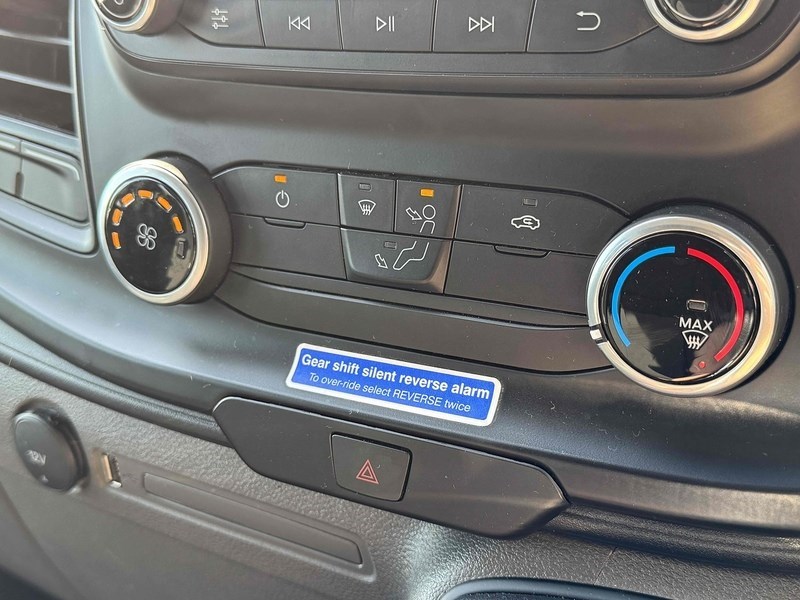 MAX
Gear shift silent reverse alarm
To over-ride select REVERSE twice
12V